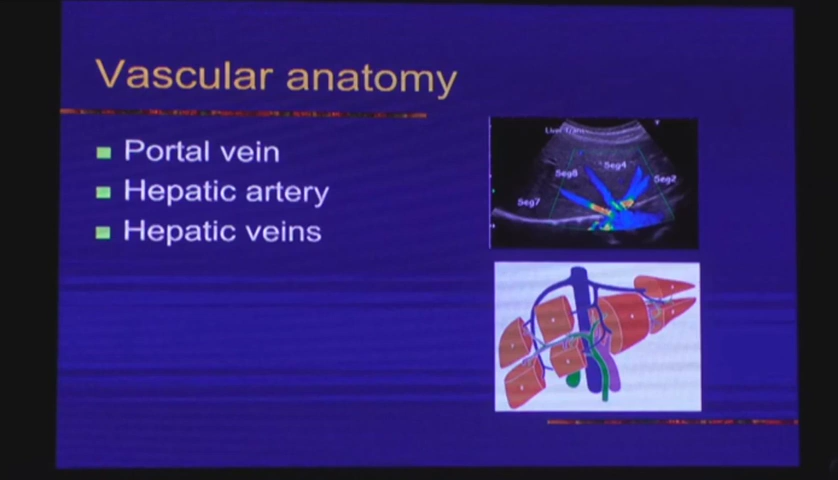 Vascular anatomy
Portal vein
Hepatic artery
Hepatic veins
Seg8
Seg4
Seg2
Seg7